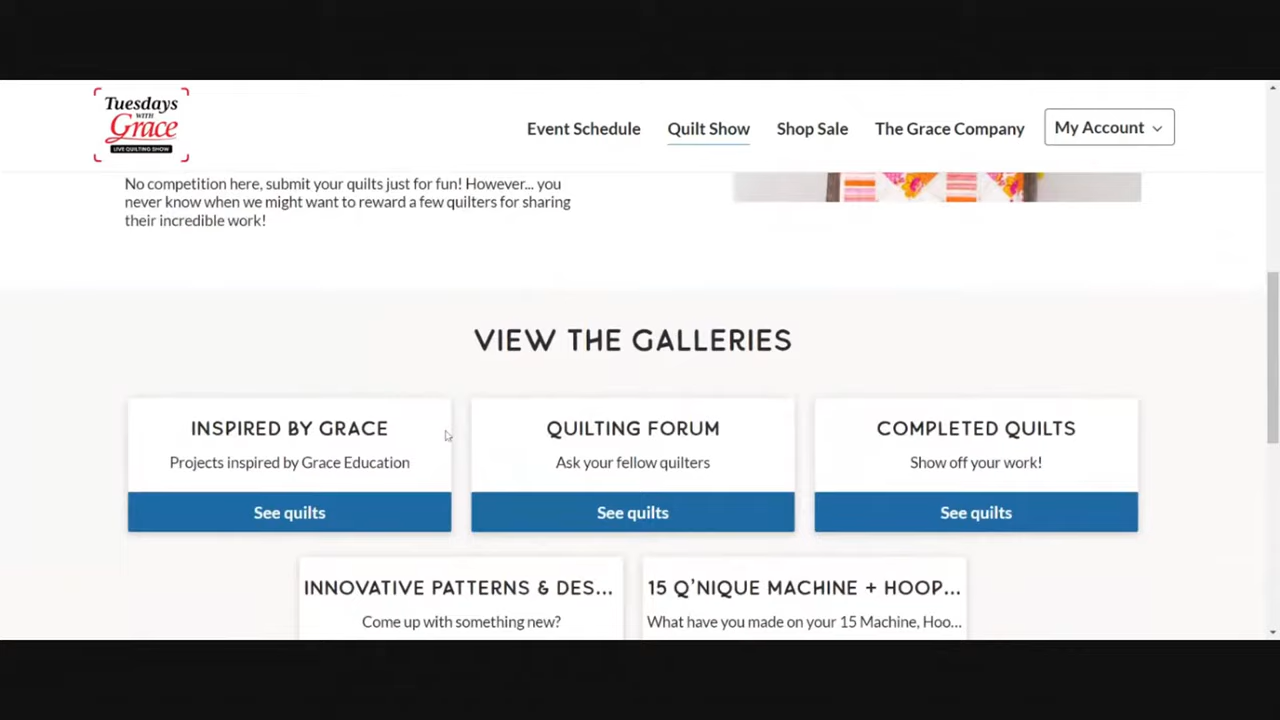 Tuesdays
WITH
Grace
LIVE QUILTING SHOW
Event Schedule
Quilt Show
Shop Sale
The Grace Company
My Account
No competition here, submit your quilts just for fun! However... you
never know when we might want to reward a few quilters for sharing
their incredible work!
VIEW THE GALLERIES
INSPIRED BY GRACE
Projects inspired by Grace Education
See quilts
QUILTING FORUM
Ask your fellow quilters
See quilts
COMPLETED QUILTS
Show off your work!
See quilts
INNOVATIVE PATTERNS & DES...
Come up with something new?
15 Q'NIQUE MACHINE + HOOP...
What have you made on your 15 Machine, Hoo...